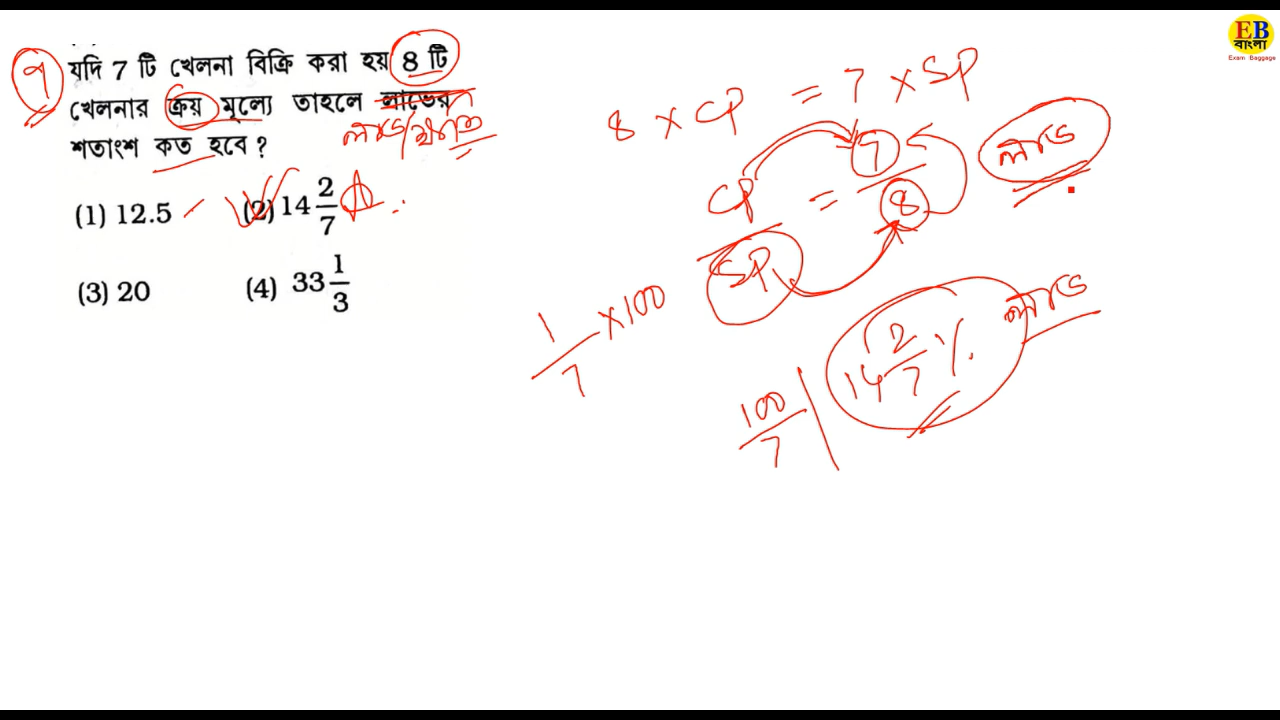 EB
বাংলা
Exam Baggage
৭ যদি 7 টি খেলনা বিক্রি করা হয় 8 টি
খেলনার ক্রয় মূল্যে তাহলে লাভের
লাভ/ক্ষতি
শতাংশ কত হবে ?
(1) 12.5 (2) 14 2/7
(3) 20 (4) 33 1/3
8 × CP = 7 × SP
CP/SP = 7/8 লাভ
1/7 × 100
100/7 14 2/7 % লাভ